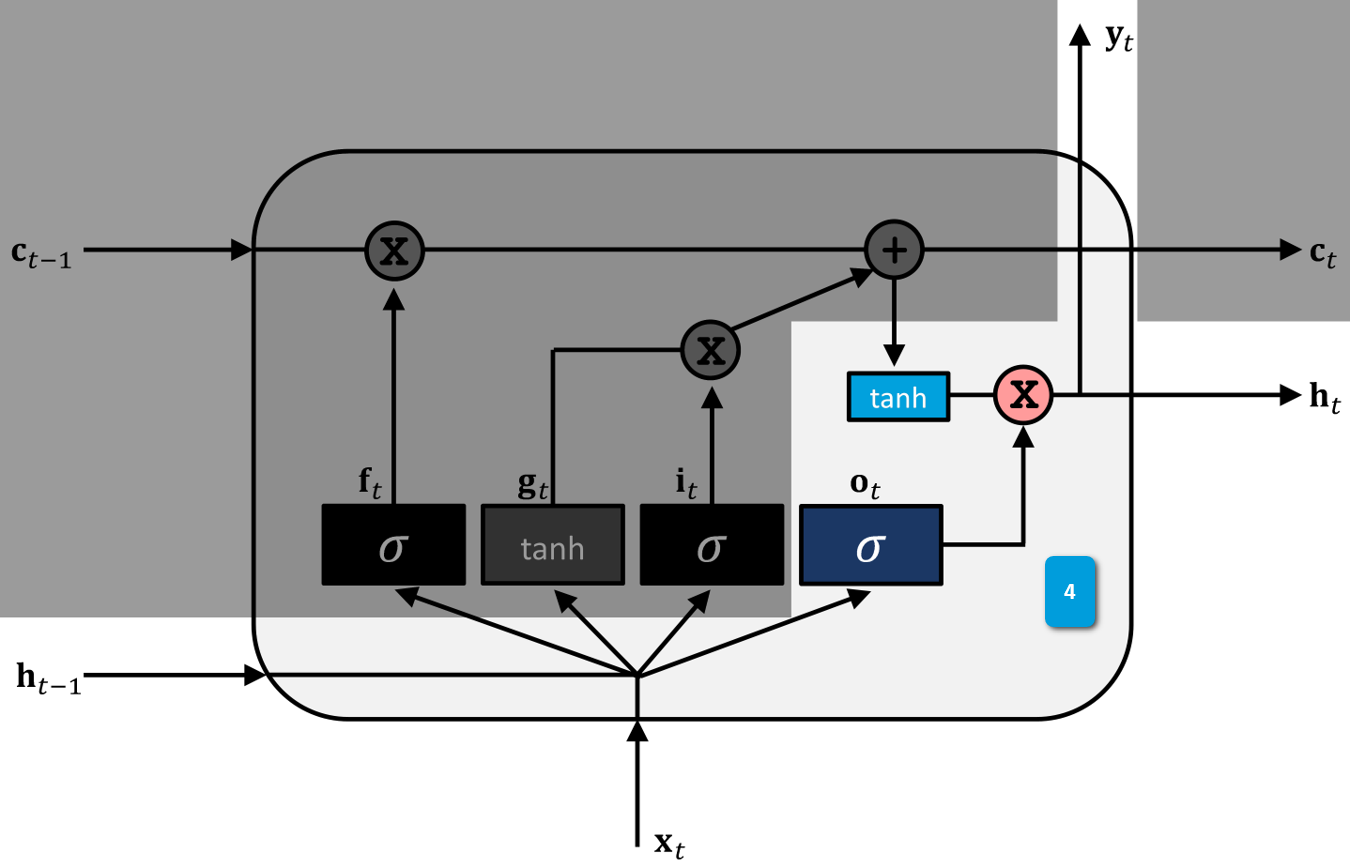 y_t
c_{t-1}
x
+
c_t
x
tanh
x
h_t
f_t
g_t
i_t
o_t
σ
tanh
σ
σ
4
h_{t-1}
x_t